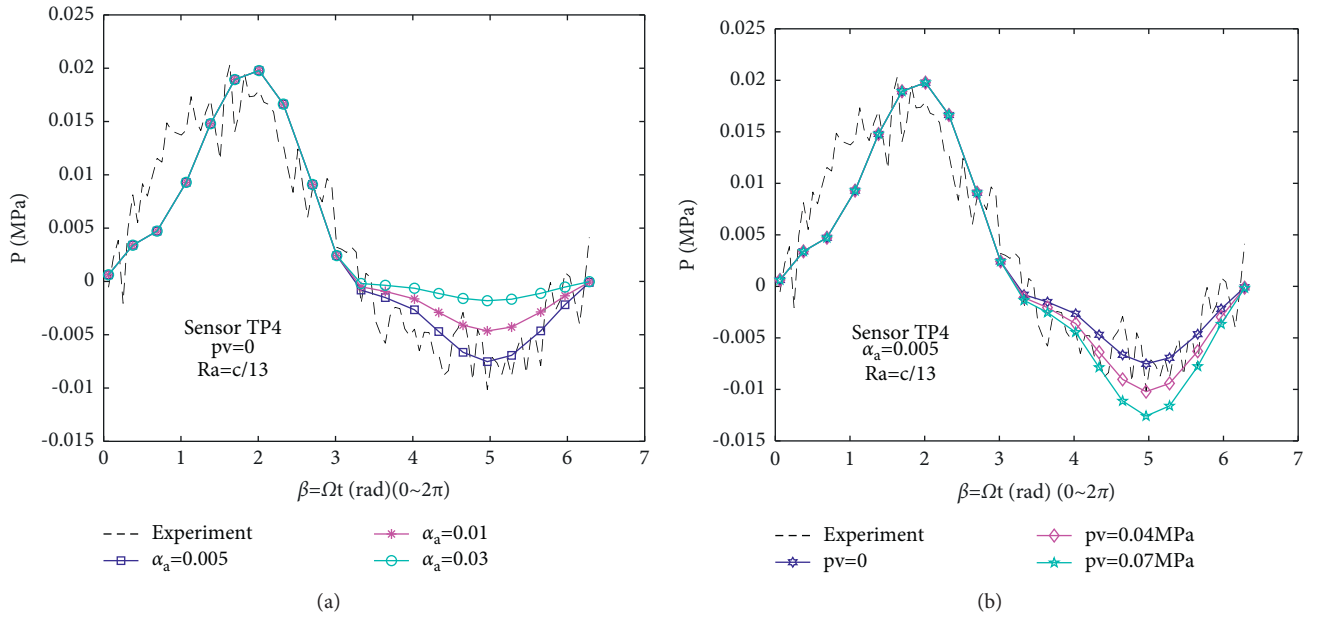 0.025
0.02
0.015
0.01
0.005
0
-0.005
-0.01
-0.015
P (MPa)
Sensor TP4
pv=0
Ra=c/13
0 1 2 3 4 5 6 7
β=Ωt (rad)(0~2π)
Experiment
αa=0.005
αa=0.01
αa=0.03
(a)
0.025
0.02
0.015
0.01
0.005
0
-0.005
-0.01
-0.015
P (MPa)
Sensor TP4
αa=0.005
Ra=c/13
0 1 2 3 4 5 6 7
β=Ωt (rad) (0~2π)
Experiment
pv=0
pv=0.04MPa
pv=0.07MPa
(b)